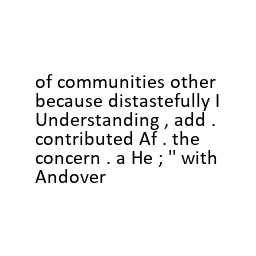 of communities other
because distastefully I
Understanding , add .
contributed Af . the
concern . a He ; " with
Andover